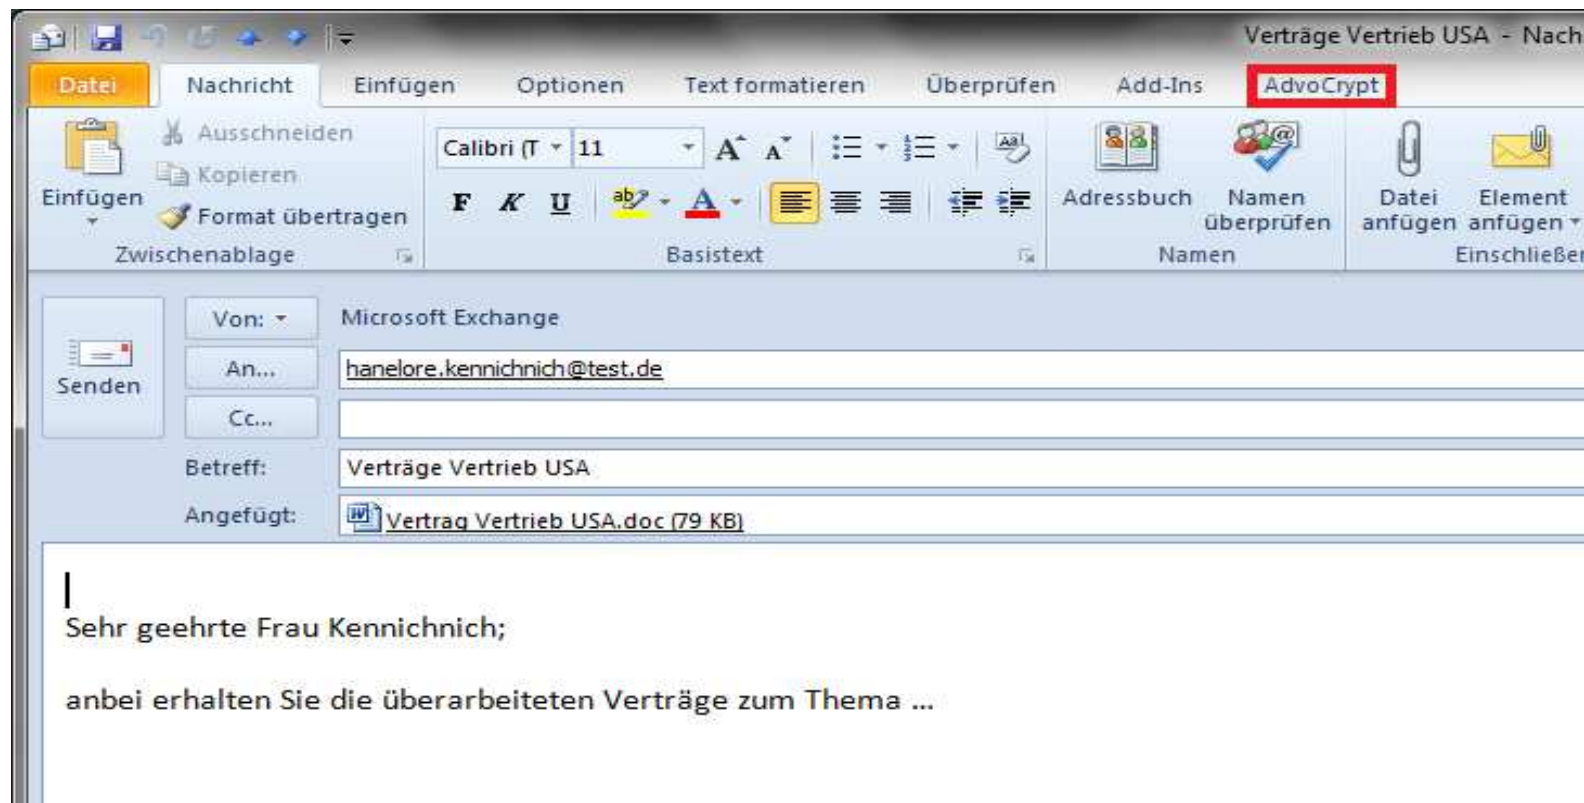 Verträge Vertrieb USA - Nach
Datei Nachricht Einfügen Optionen Text formatieren Überprüfen Add-Ins AdvoCrypt
Einfügen
Ausschneiden
Kopieren
Format übertragen
Zwischenablage
Calibri (T 11
F K U
Basistext
Adressbuch
Namen
überprüfen
Namen
Datei
anfügen
Element
anfügen
Einschließen
Senden
Von: Microsoft Exchange
An... hanelore.kennichnich@test.de
Cc...
Betreff: Verträge Vertrieb USA
Angefügt: Vertrag Vertrieb USA.doc (79 KB)
Sehr geehrte Frau Kennichnich;
anbei erhalten Sie die überarbeiteten Verträge zum Thema ...